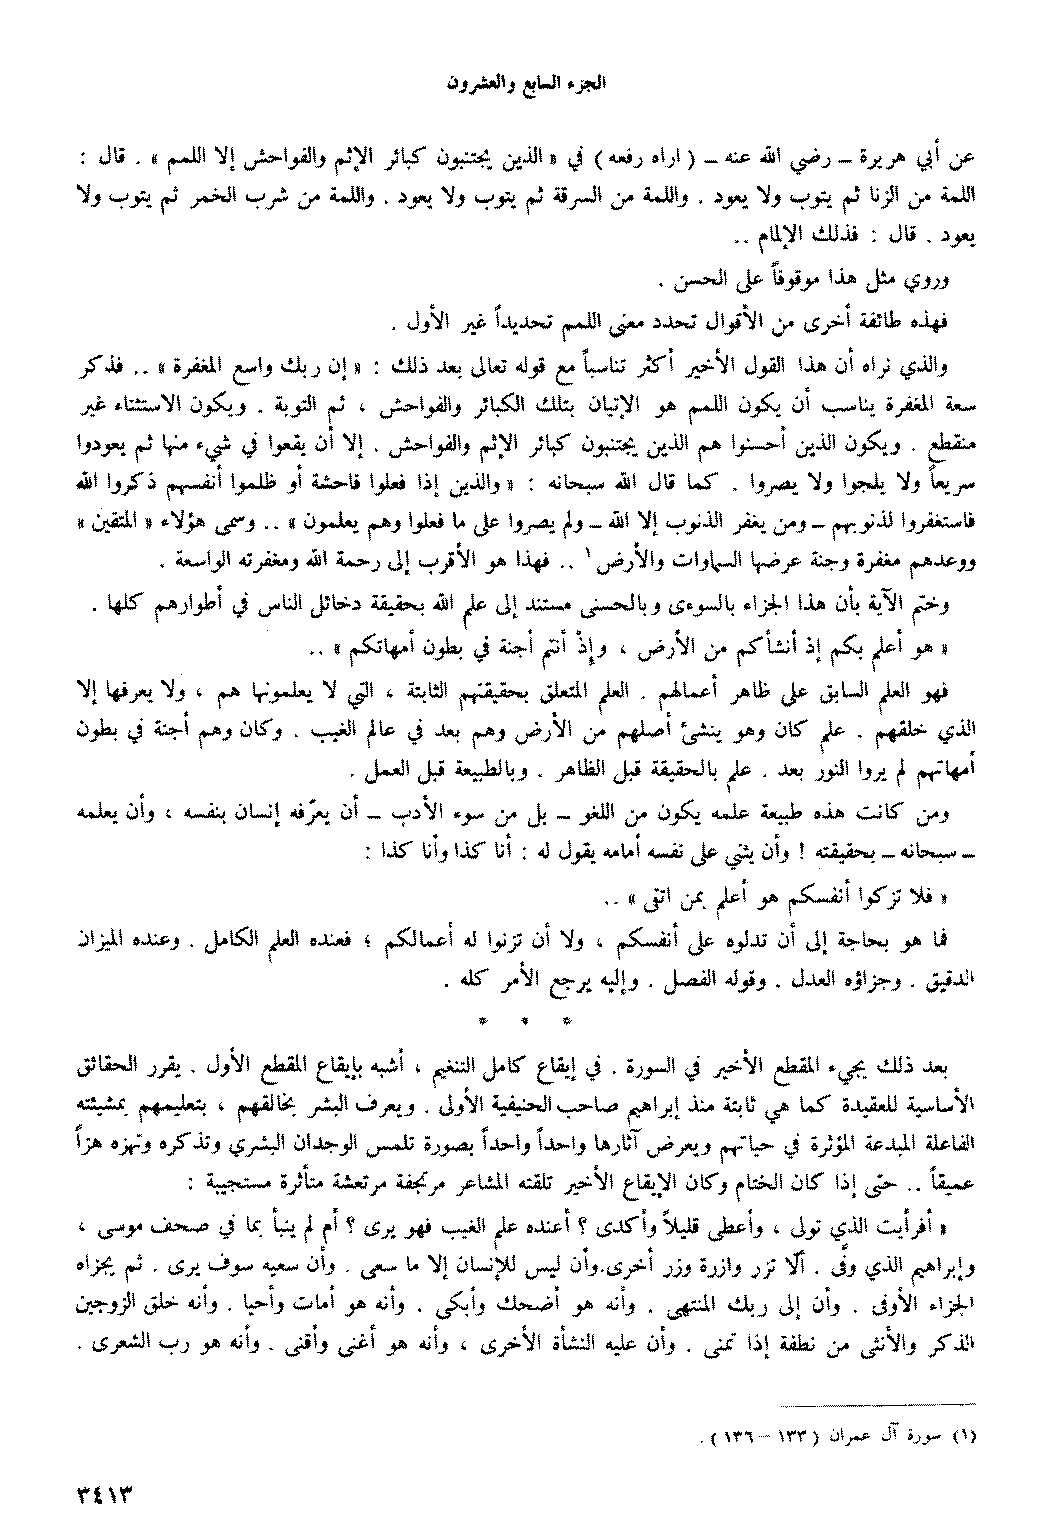 الجزء السابع والعشرون
عن أبي هريرة – رضي الله عنه – ( اراه رفعه ) في « الذين يجتنبون كبائر الإثم والفواحش إلا اللمم » . قال :
اللمة من الزنا ثم يتوب ولا يعود . واللمة من السرقة ثم يتوب ولا يعود . واللمة من شرب الخمر ثم يتوب ولا
يعود . قال : فذلك الإلمام ..
وروي مثل هذا موقوفاً على الحسن .
فهذه طائفة أخرى من الأقوال تحدد معنى اللمم تحديداً غير الأول .
والذي نراه أن هذا القول الأخير أكثر تناسباً مع قوله تعالى بعد ذلك : « إن ربك واسع المغفرة » .. فذكر
سعة المغفرة يناسب أن يكون اللمم هو الإتيان بتلك الكبائر والفواحش ، ثم التوبة . ويكون الاستثناء غير
منقطع . ويكون الذين أحسنوا هم الذين يجتنبون كبائر الإثم والفواحش . إلا أن يقعوا في شيء منها ثم يعودوا
سريعاً ولا يلجوا ولا يصروا . كما قال الله سبحانه : « والذين إذا فعلوا فاحشة أو ظلموا أنفسهم ذكروا الله
فاستغفروا لذنوبهم – ومن يغفر الذنوب إلا الله – ولم يصروا على ما فعلوا وهم يعلمون » .. وسمى هؤلاء « المتقين »
ووعدهم مغفرة وجنة عرضها السماوات والأرض ١ .. فهذا هو الأقرب إلى رحمة الله ومغفرته الواسعة .
وختم الآية بأن هذا الجزاء بالسوءى وبالحسنى مستند إلى علم الله بحقيقة دخائل الناس في أطوارهم كلها .
« هو أعلم بكم إذ أنشأكم من الأرض ، وإذْ أنتم أجنة في بطون أمهاتكم » ..
فهو العلم السابق على ظاهر أعمالهم . العلم المتعلق بحقيقتهم الثابتة ، التي لا يعلمونها هم ، ولا يعرفها إلا
الذي خلقهم . علم كان وهو ينشئ أصلهم من الأرض وهم بعد في عالم الغيب . وكان وهم أجنة في بطون
أمهاتهم لم يروا النور بعد . علم بالحقيقة قبل الظاهر . وبالطبيعة قبل العمل .
ومن كانت هذه طبيعة علمه يكون من اللغو – بل من سوء الأدب – أن يعرّفه إنسان بنفسه ، وأن يعلمه
– سبحانه – بحقيقته ! وأن يثني على نفسه أمامه يقول له : أنا كذا وأنا كذا :
« فلا تزكوا أنفسكم هو أعلم بمن اتقى » ..
فما هو بحاجة إلى أن تدلوه على أنفسكم ، ولا أن تزنوا له أعمالكم ؛ فعنده العلم الكامل . وعنده الميزان
الدقيق . وجزاؤه العدل . وقوله الفصل . وإليه يرجع الأمر كله .
* * *
بعد ذلك يجيء المقطع الأخير في السورة . في إيقاع كامل التنغيم ، أشبه بإيقاع المقطع الأول . يقرر الحقائق
الأساسية للعقيدة كما هي ثابتة منذ إبراهيم صاحب الحنيفية الأولى . ويعرف البشر بخالقهم ، بتعليمهم بمشيئته
الفاعلة المبدعة المؤثرة في حياتهم ويعرض آثارها واحداً واحداً بصورة تلمس الوجدان البشري وتذكره وتهزه هزاً
عميقاً .. حتى إذا كان الختام وكان الإيقاع الأخير تلقته المشاعر مرتجفة مرتعشة متأثرة مستجيبة :
« أفرأيت الذي تولى ، وأعطى قليلاً وأكدى ؟ أعنده علم الغيب فهو يرى ؟ أم لم ينبأ بما في صحف موسى ،
وإبراهيم الذي وفّى . ألّا تزر وازرة وزر أخرى.وأن ليس للإنسان إلا ما سعى . وأن سعيه سوف يرى . ثم يجزاه
الجزاء الأوفى . وأن إلى ربك المنتهى . وأنه هو أضحك وأبكى . وأنه هو أمات وأحيا . وأنه خلق الزوجين
الذكر والأنثى من نطفة إذا تمنى . وأن عليه النشأة الأخرى ، وأنه هو أغنى وأقنى . وأنه هو رب الشعرى .
(١) سورة آل عمران ( ١٣٣ – ١٣٦ ) .
٣٤١٣